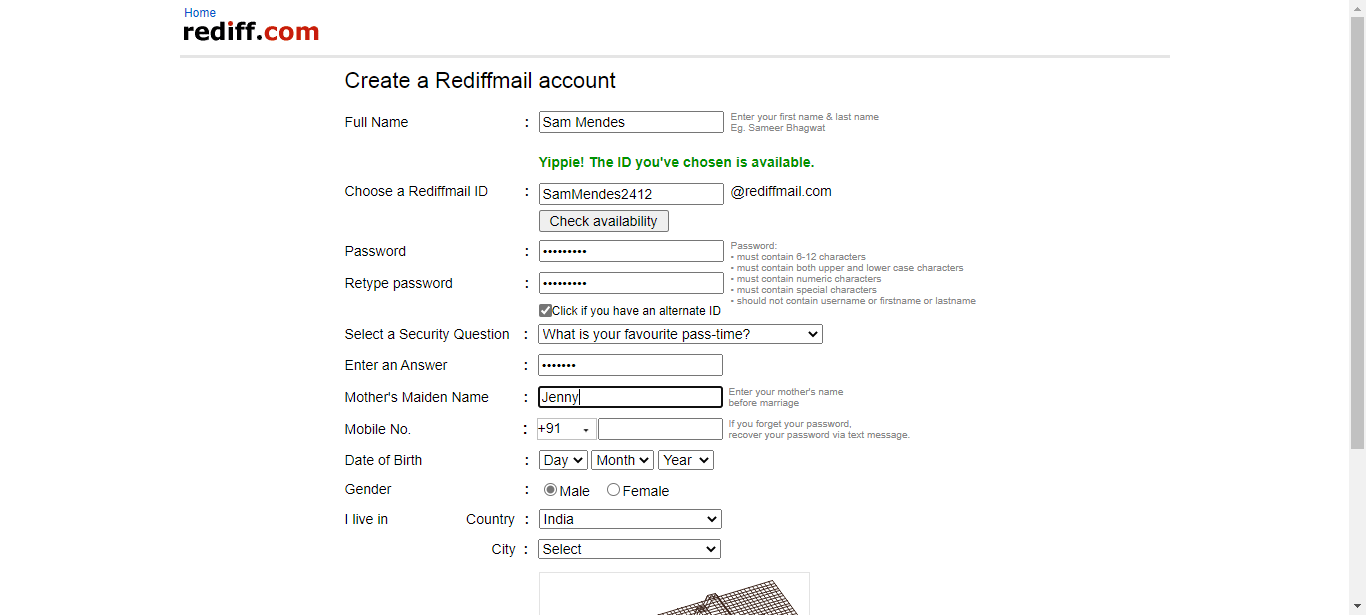 Home
rediff.com
Create a Rediffmail account
Full Name : Sam Mendes Enter your first name & last name
Eg. Sameer Bhagwat
Yippie! The ID you've chosen is available.
Choose a Rediffmail ID : SamMendes2412 @rediffmail.com
Check availability
Password : ••••••••• Password:
• must contain 6-12 characters
• must contain both upper and lower case characters
• must contain numeric characters
• must contain special characters
• should not contain username or firstname or lastname
Retype password : •••••••••
Click if you have an alternate ID
Select a Security Question : What is your favourite pass-time?
Enter an Answer : •••••••
Mother's Maiden Name : Jenny Enter your mother's name
before marriage
Mobile No. : +91 If you forget your password,
recover your password via text message.
Date of Birth : Day Month Year
Gender : Male Female
I live in Country : India
City : Select